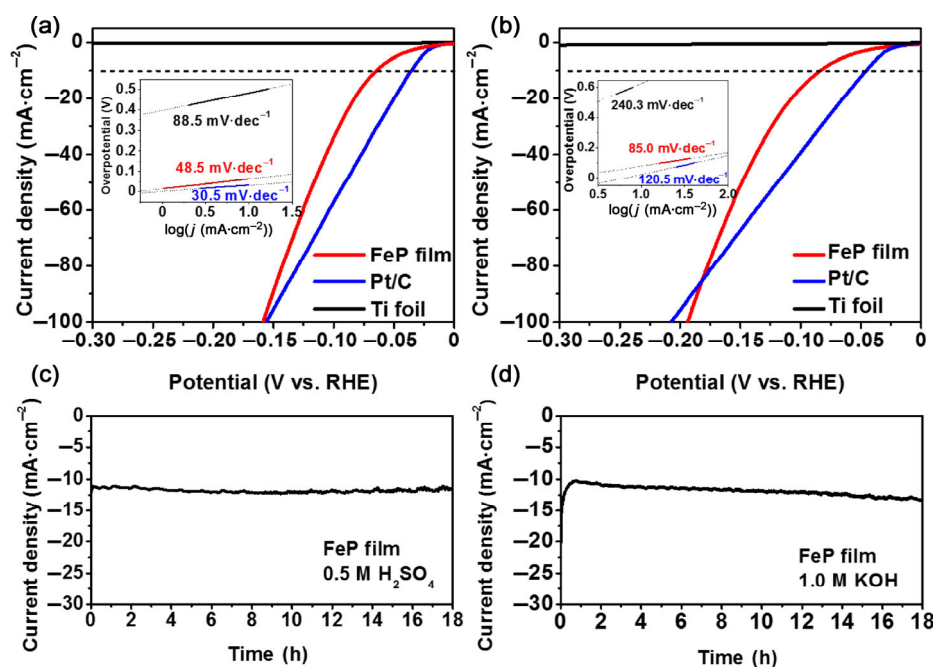 (a)
Current density (mA·cm⁻²)
0
−20
−40
−60
−80
−100
−0.30 −0.25 −0.20 −0.15 −0.10 −0.05 0
Potential (V vs. RHE)
Overpotential (V)
0.5
0.4
0.3
0.2
0.1
0
88.5 mV·dec⁻¹
48.5 mV·dec⁻¹
30.5 mV·dec⁻¹
0 0.5 1.0 1.5
log(j (mA·cm⁻²))
FeP film
Pt/C
Ti foil
(b)
Current density (mA·cm⁻²)
0
−20
−40
−60
−80
−100
−0.30 −0.25 −0.20 −0.15 −0.10 −0.05 0
Potential (V vs. RHE)
Overpotential (V)
0.6
0.4
0.2
0
240.3 mV·dec⁻¹
85.0 mV·dec⁻¹
120.5 mV·dec⁻¹
0.5 1.0 1.5 2.0
log(j (mA·cm⁻²))
FeP film
Pt/C
Ti foil
(c)
Current density (mA·cm⁻²)
0
−5
−10
−15
−20
−25
−30
FeP film
0.5 M H₂SO₄
0 2 4 6 8 10 12 14 16 18
Time (h)
(d)
Current density (mA·cm⁻²)
0
−5
−10
−15
−20
−25
−30
FeP film
1.0 M KOH
0 2 4 6 8 10 12 14 16 18
Time (h)